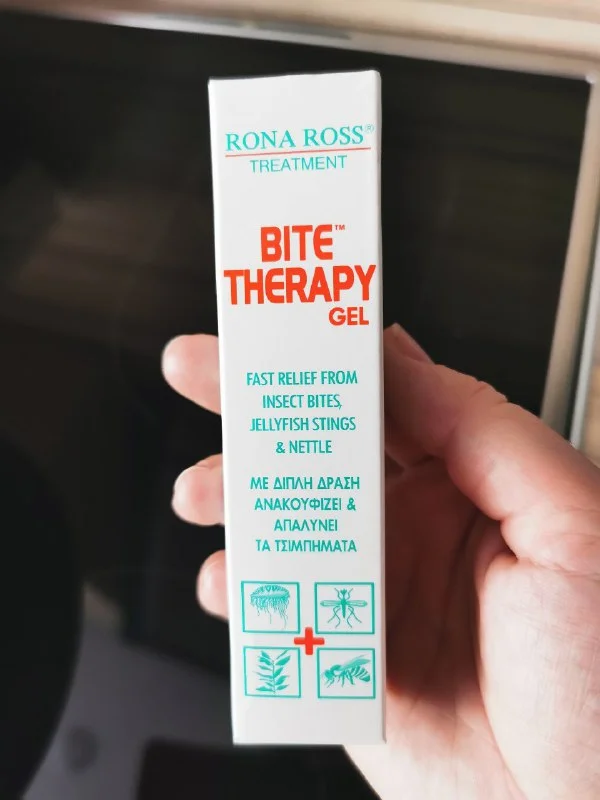 RONA ROSS®
TREATMENT
BITE™
THERAPY
GEL
FAST RELIEF FROM
INSECT BITES,
JELLYFISH STINGS
& NETTLE
ΜΕ ΔΙΠΛΗ ΔΡΑΣΗ
ΑΝΑΚΟΥΦΙΖΕΙ &
ΑΠΑΛΥΝΕΙ
ΤΑ ΤΣΙΜΠΗΜΑΤΑ